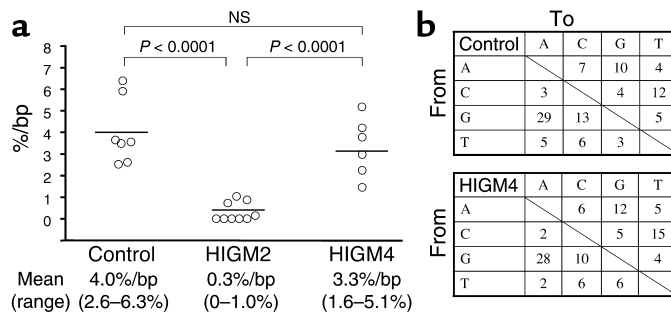 a
NS
P < 0.0001
P < 0.0001
%/bp
8
7
6
5
4
3
2
1
0
Control HIGM2 HIGM4
Mean 4.0%/bp 0.3%/bp 3.3%/bp
(range) (2.6–6.3%) (0–1.0%) (1.6–5.1%)
b
To
From
Control A C G T
A 7 10 4
C 3 4 12
G 29 13 5
T 5 6 3
From
HIGM4 A C G T
A 6 12 5
C 2 5 15
G 28 10 4
T 2 6 6